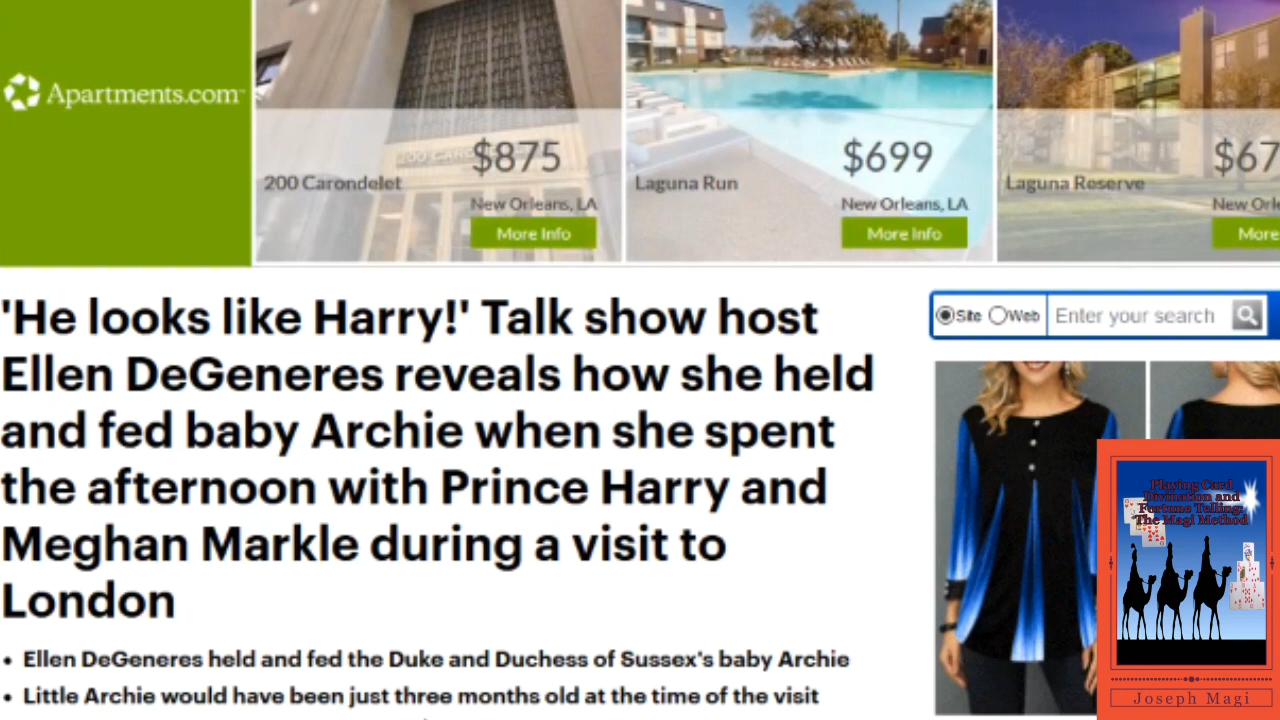 Apartments.com
200 Carondelet
$875
New Orleans, LA
More Info
Laguna Run
$699
New Orleans, LA
More Info
Laguna Reserve
$67
New Orle
More
'He looks like Harry!' Talk show host
Ellen DeGeneres reveals how she held
and fed baby Archie when she spent
the afternoon with Prince Harry and
Meghan Markle during a visit to
London
Site Web Enter your search
• Ellen DeGeneres held and fed the Duke and Duchess of Sussex's baby Archie
• Little Archie would have been just three months old at the time of the visit
Playing Card
Divination and
Fortune Telling:
The Magi Method
Joseph Magi